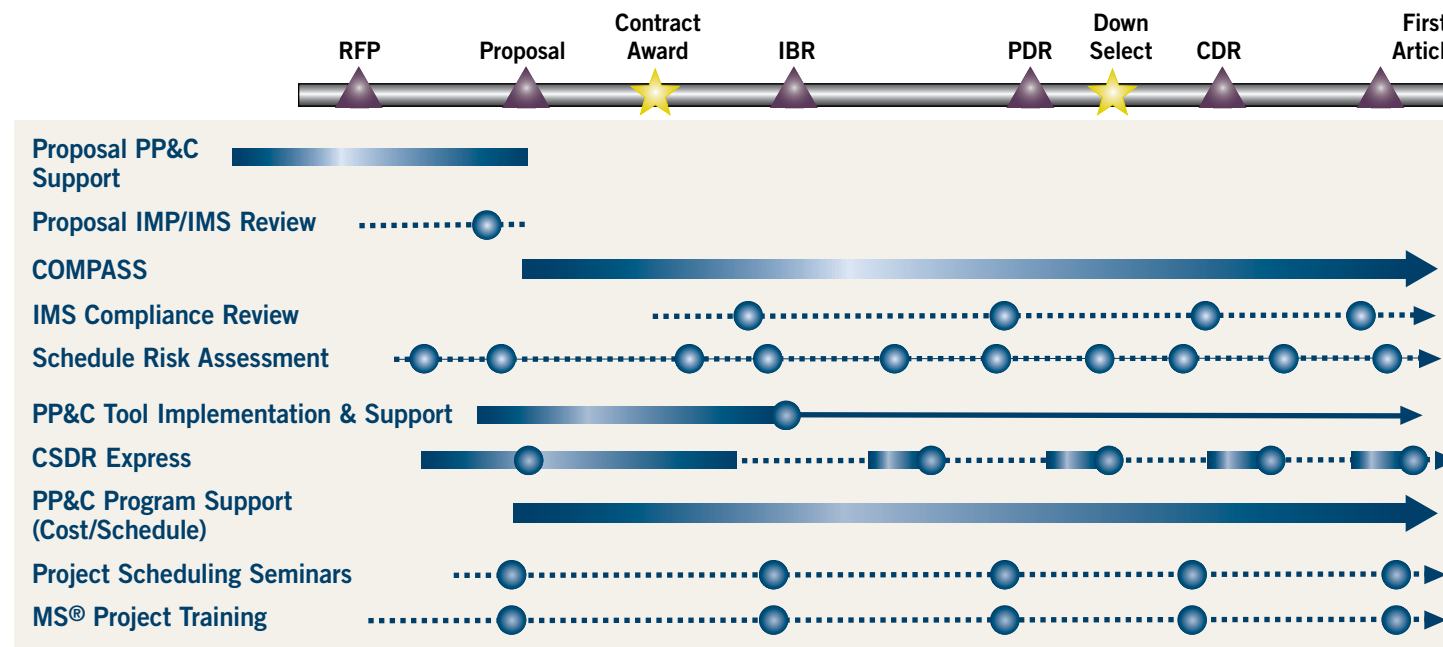 RFP
Proposal
Contract
Award
IBR
PDR
Down
Select
CDR
First
Articl
Proposal PP&C
Support
Proposal IMP/IMS Review
COMPASS
IMS Compliance Review
Schedule Risk Assessment
PP&C Tool Implementation & Support
CSDR Express
PP&C Program Support
(Cost/Schedule)
Project Scheduling Seminars
MS® Project Training